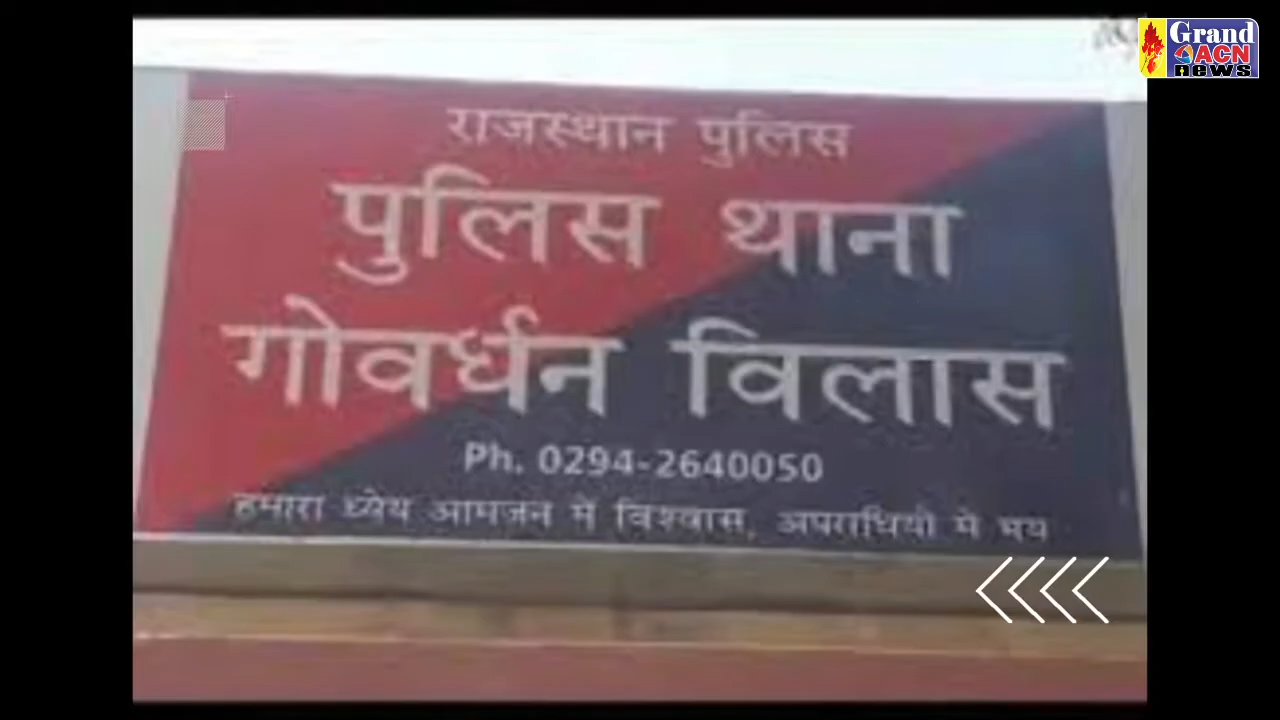 Grand
ACN
news
राजस्थान पुलिस
पुलिस थाना
गोवर्धन विलास
Ph. 0294-2640050
हमारा ध्येय आमजन में विश्वास, अपराधियों मे भय